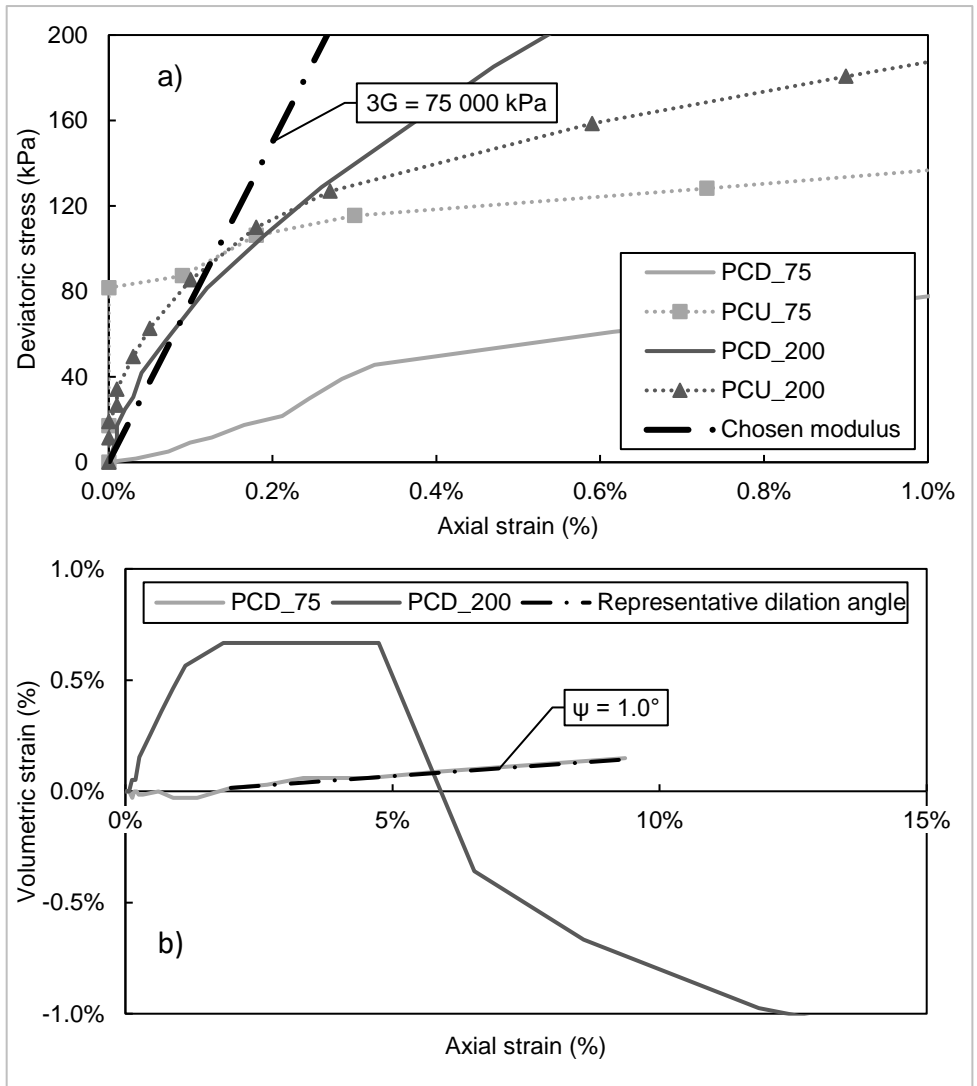 a)
Deviatoric stress (kPa)
200
160
120
80
40
0
3G = 75 000 kPa
PCD_75
PCU_75
PCD_200
PCU_200
Chosen modulus
0.0% 0.2% 0.4% 0.6% 0.8% 1.0%
Axial strain (%)
1.0%
0.5%
0.0%
-0.5%
-1.0%
Volumetric strain (%)
PCD_75 PCD_200 Representative dilation angle
ψ = 1.0°
0% 5% 10% 15%
b)
Axial strain (%)